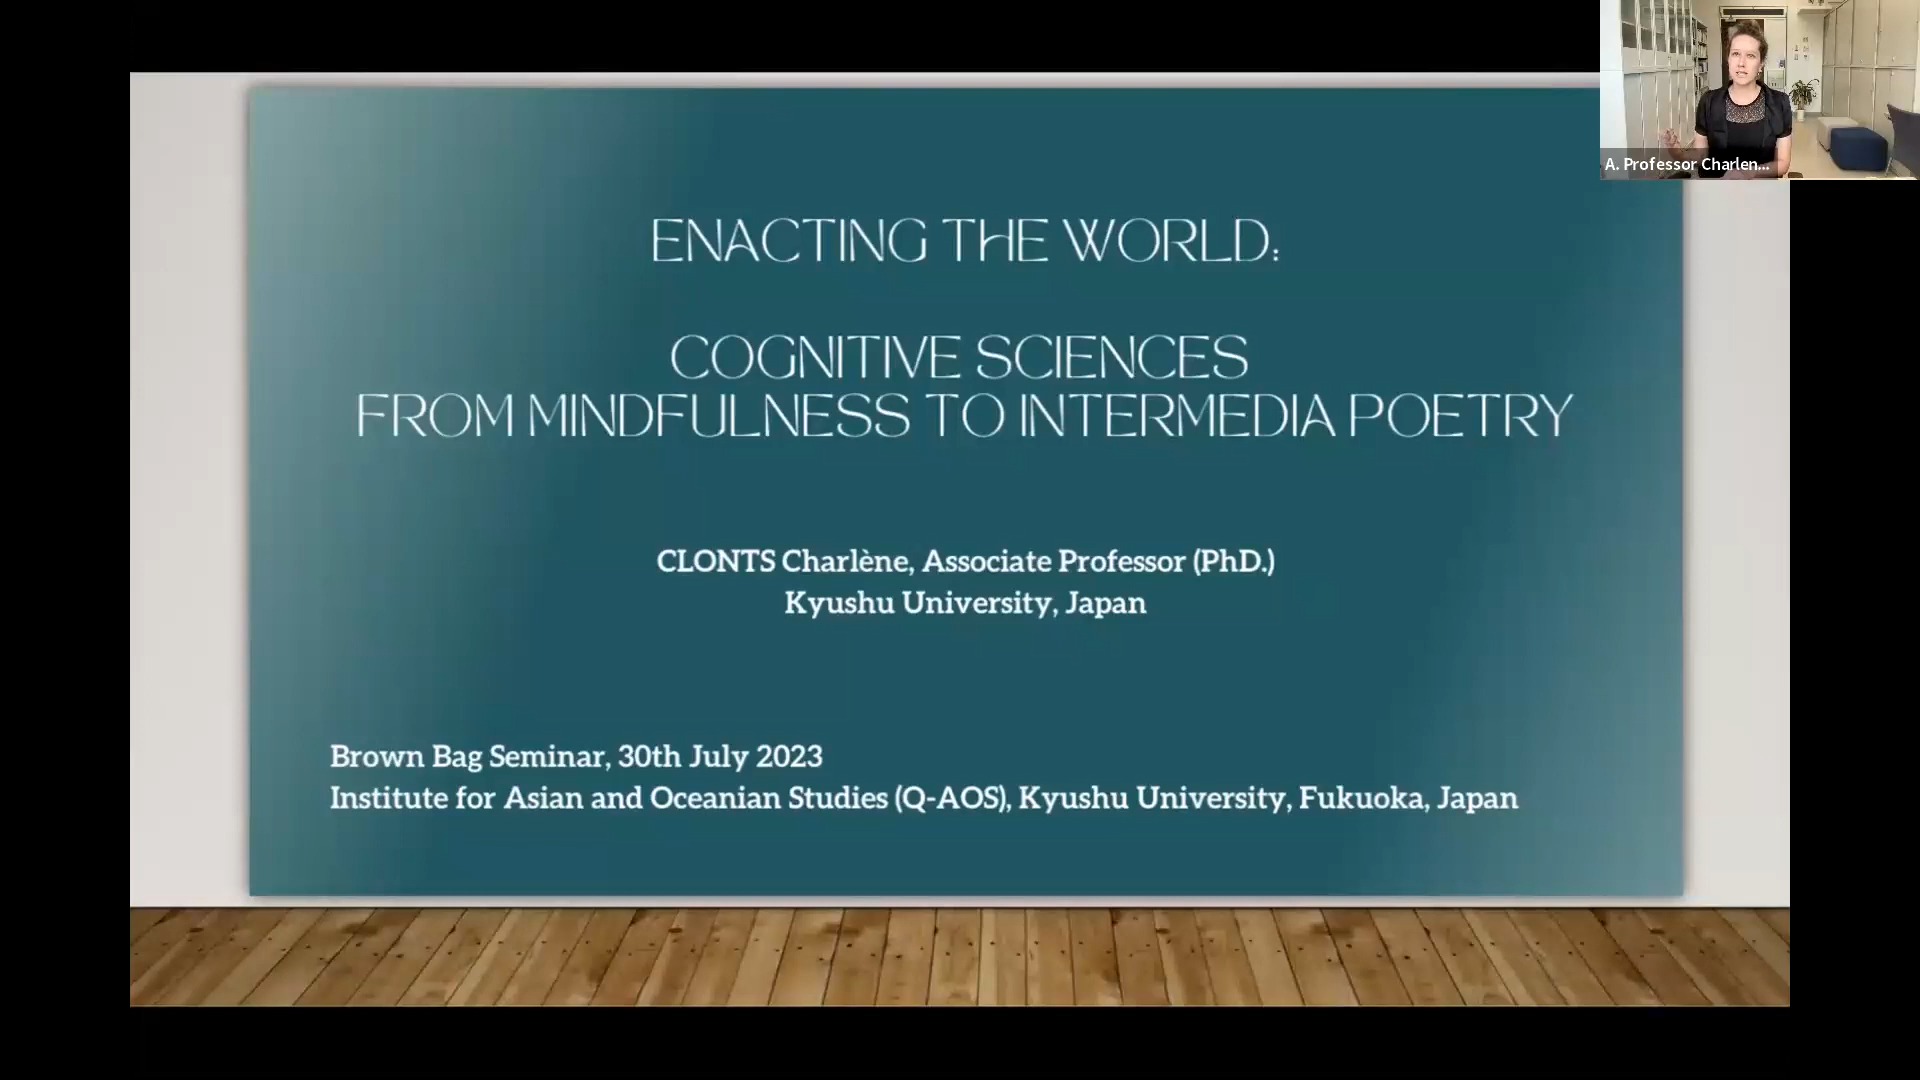 A. Professor Charlen...
ENACTING THE WORLD:
COGNITIVE SCIENCES
FROM MINDFULNESS TO INTERMEDIA POETRY
CLONTS Charlène, Associate Professor (PhD.)
Kyushu University, Japan
Brown Bag Seminar, 30th July 2023
Institute for Asian and Oceanian Studies (Q-AOS), Kyushu University, Fukuoka, Japan